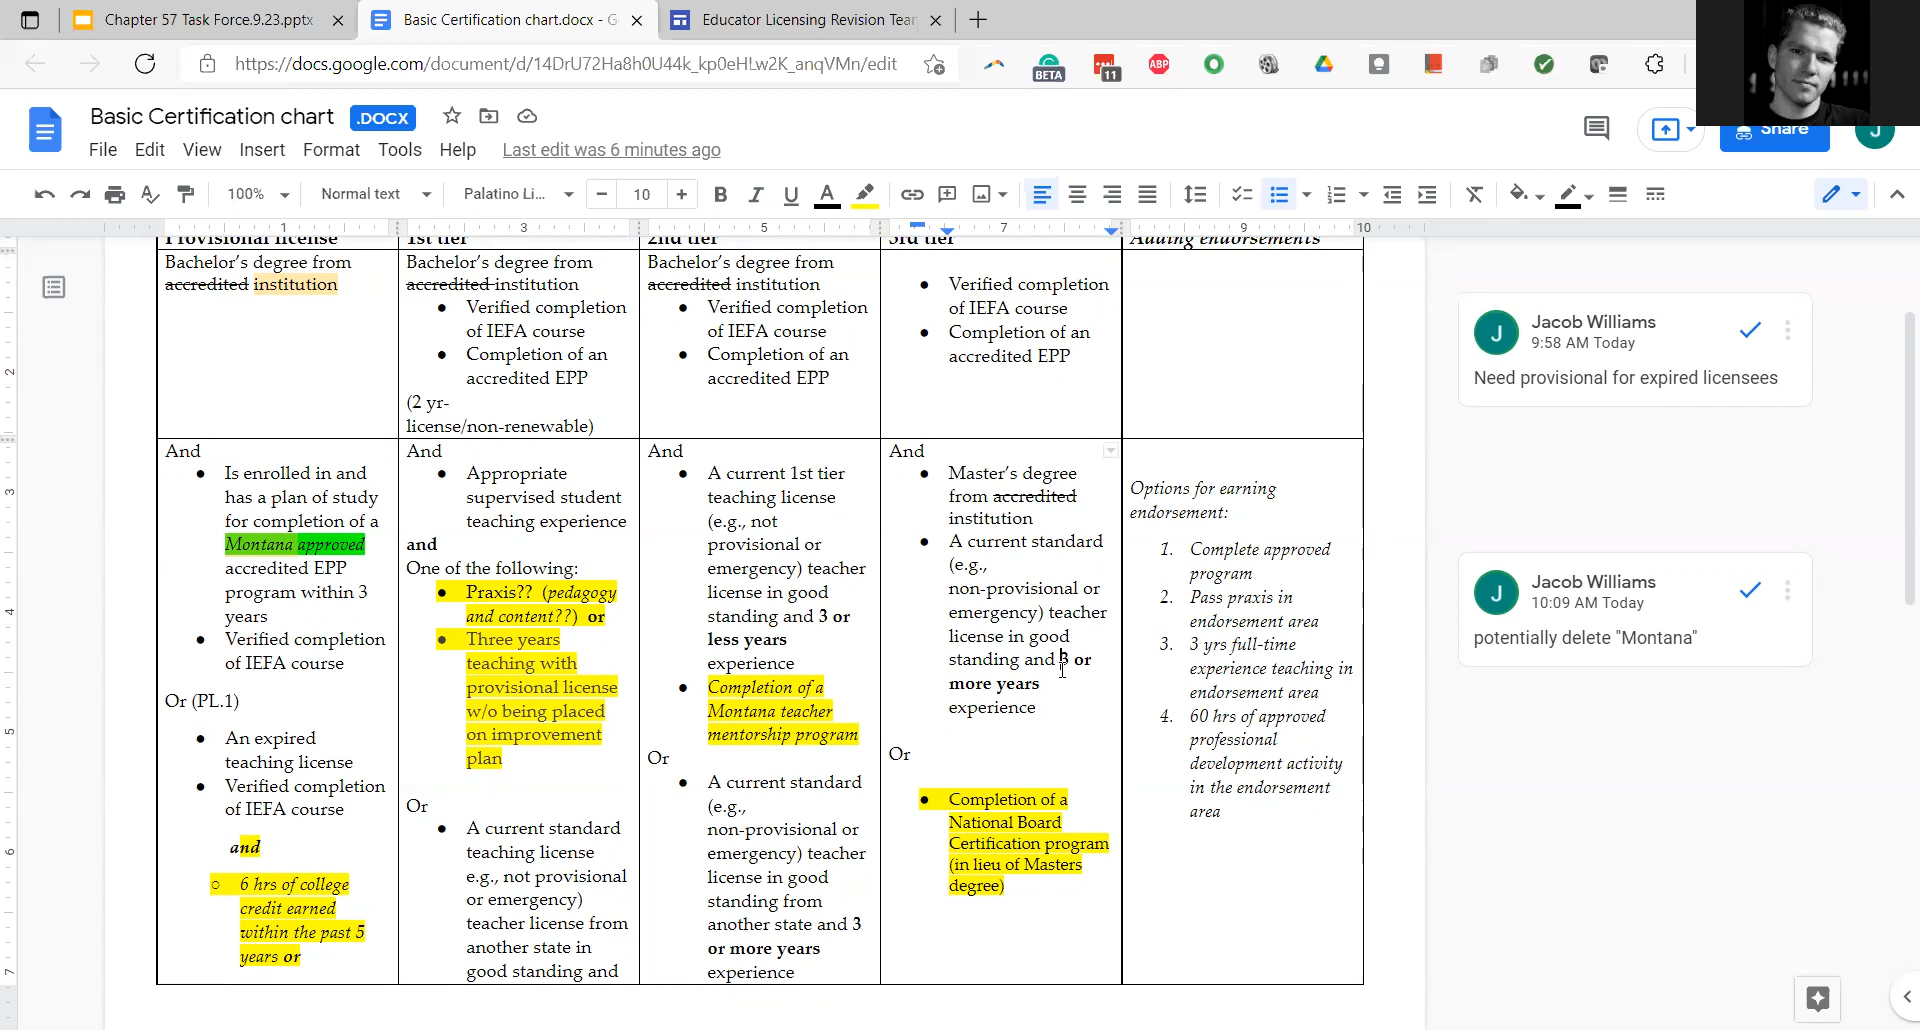 Chapter 57 Task Force.9.23.pptx
Basic Certification chart.docx - G
Educator Licensing Revision Tear
https://docs.google.com/document/d/14DrU72Ha8h0U44k_kp0eHLw2K_anqVMn/edit
BETA
11
ABP
Basic Certification chart
.DOCX
Share
J
File Edit View Insert Format Tools Help Last edit was 6 minutes ago
100% Normal text Palatino Li... 10 B I U A
1 3 5 7 9 10
Provisional license
Bachelor's degree from
accredited institution
1st tier
Bachelor's degree from
accredited institution
● Verified completion
of IEFA course
● Completion of an
accredited EPP
(2 yr-
license/non-renewable)
2nd tier
Bachelor's degree from
accredited institution
● Verified completion
of IEFA course
● Completion of an
accredited EPP
3rd tier
● Verified completion
of IEFA course
● Completion of an
accredited EPP
Adding endorsements
And
● Is enrolled in and
has a plan of study
for completion of a
Montana approved
accredited EPP
program within 3
years
● Verified completion
of IEFA course
Or (PL.1)
● An expired
teaching license
● Verified completion
of IEFA course
and
○ 6 hrs of college
credit earned
within the past 5
years or
And
● Appropriate
supervised student
teaching experience
and
One of the following:
● Praxis?? (pedagogy
and content??) or
● Three years
teaching with
provisional license
w/o being placed
on improvement
plan
Or
● A current standard
teaching license
e.g., not provisional
or emergency)
teacher license from
another state in
good standing and
And
● A current 1st tier
teaching license
(e.g., not
provisional or
emergency) teacher
license in good
standing and 3 or
less years
experience
● Completion of a
Montana teacher
mentorship program
Or
● A current standard
(e.g.,
non-provisional or
emergency) teacher
license in good
standing from
another state and 3
or more years
experience
And
● Master's degree
from accredited
institution
● A current standard
(e.g.,
non-provisional or
emergency) teacher
license in good
standing and 3 or
more years
experience
Or
● Completion of a
National Board
Certification program
(in lieu of Masters
degree)
Options for earning
endorsement:
1. Complete approved
program
2. Pass praxis in
endorsement area
3. 3 yrs full-time
experience teaching in
endorsement area
4. 60 hrs of approved
professional
development activity
in the endorsement
area
J
Jacob Williams
9:58 AM Today
Need provisional for expired licensees
J
Jacob Williams
10:09 AM Today
potentially delete "Montana"
2
3
4
5
6
7